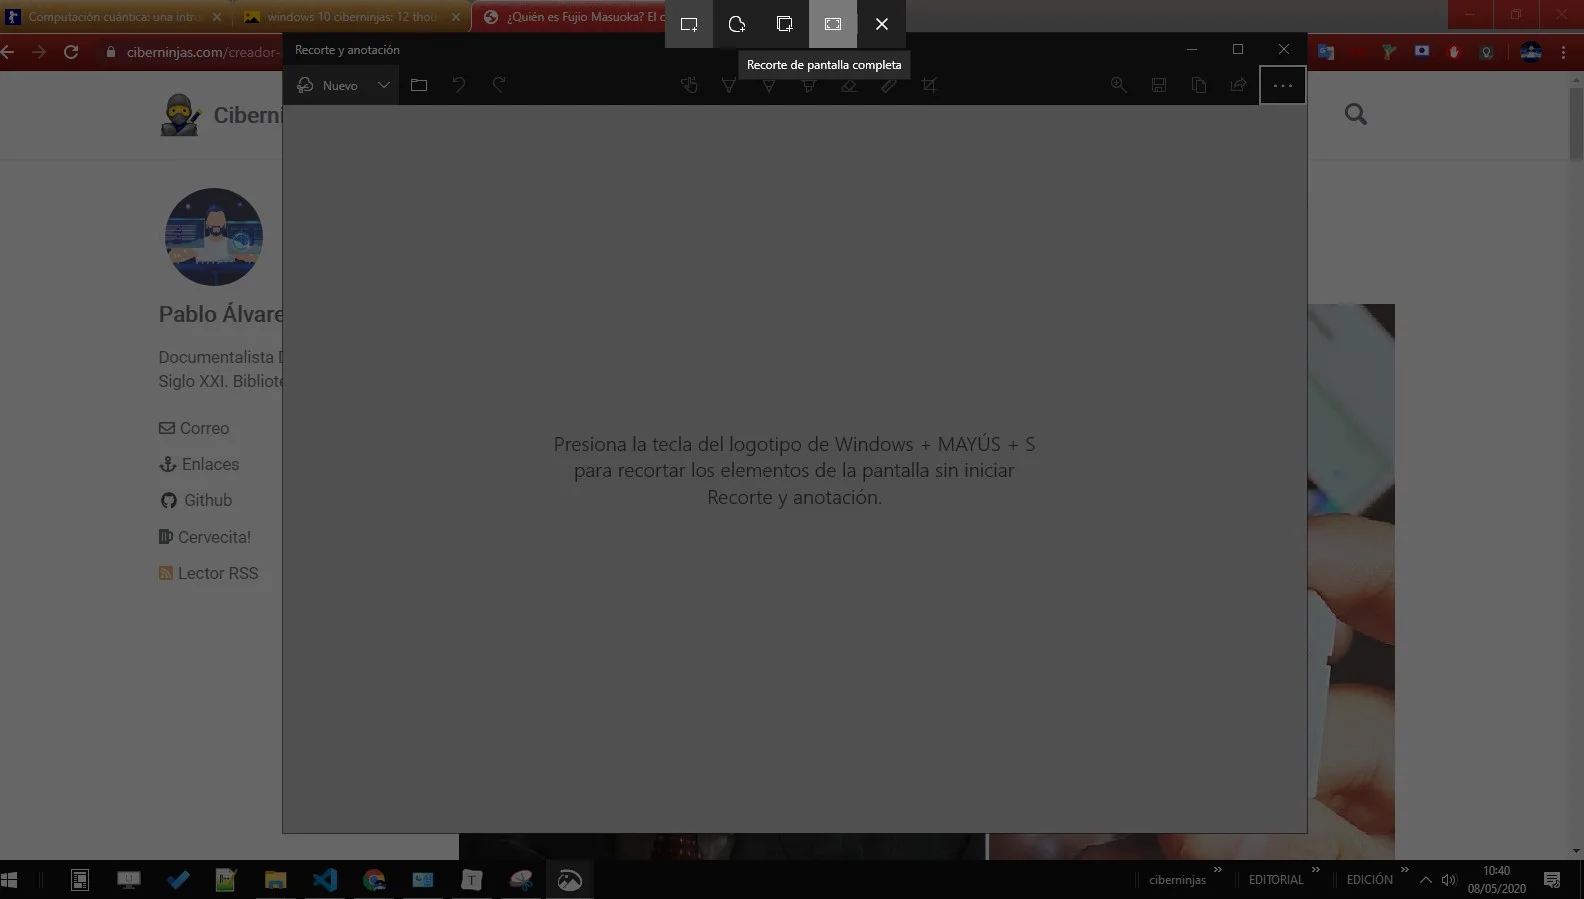 Computación cuántica: una intro
windows 10 ciberninjas: 12 thous
¿Quién es Fujio Masuoka? El c
ciberninjas.com/creador-
Recorte y anotación
Recorte de pantalla completa
Nuevo
Ciberni
Pablo Álvare
Documentalista D
Siglo XXI. Bibliote
Correo
Enlaces
Github
Cervecita!
Lector RSS
Presiona la tecla del logotipo de Windows + MAYÚS + S
para recortar los elementos de la pantalla sin iniciar
Recorte y anotación.
ciberninjas
EDITORIAL
EDICIÓN
10:40
08/05/2020